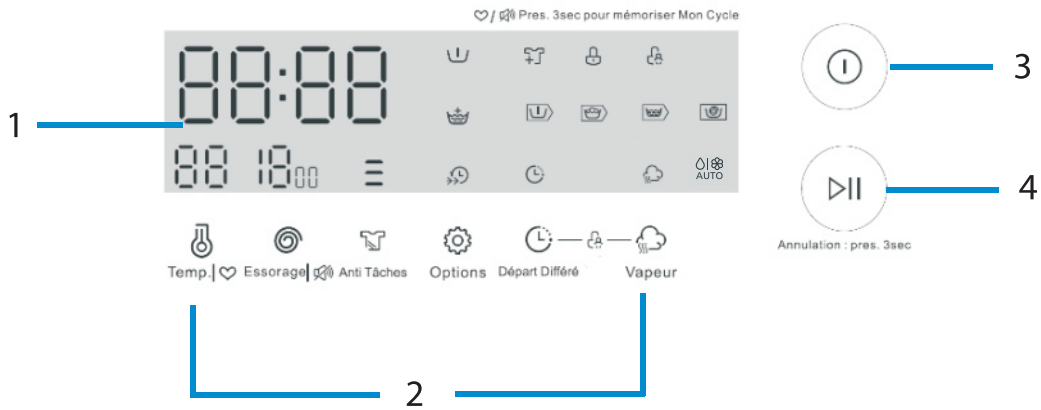 ♡/ Pres. 3sec pour mémoriser Mon Cycle
88:88
88 18 00
AUTO
1
3
4
Annulation : pres. 3sec
Temp.|♡ Essorage| Anti Tâches Options Départ Différé Vapeur
2